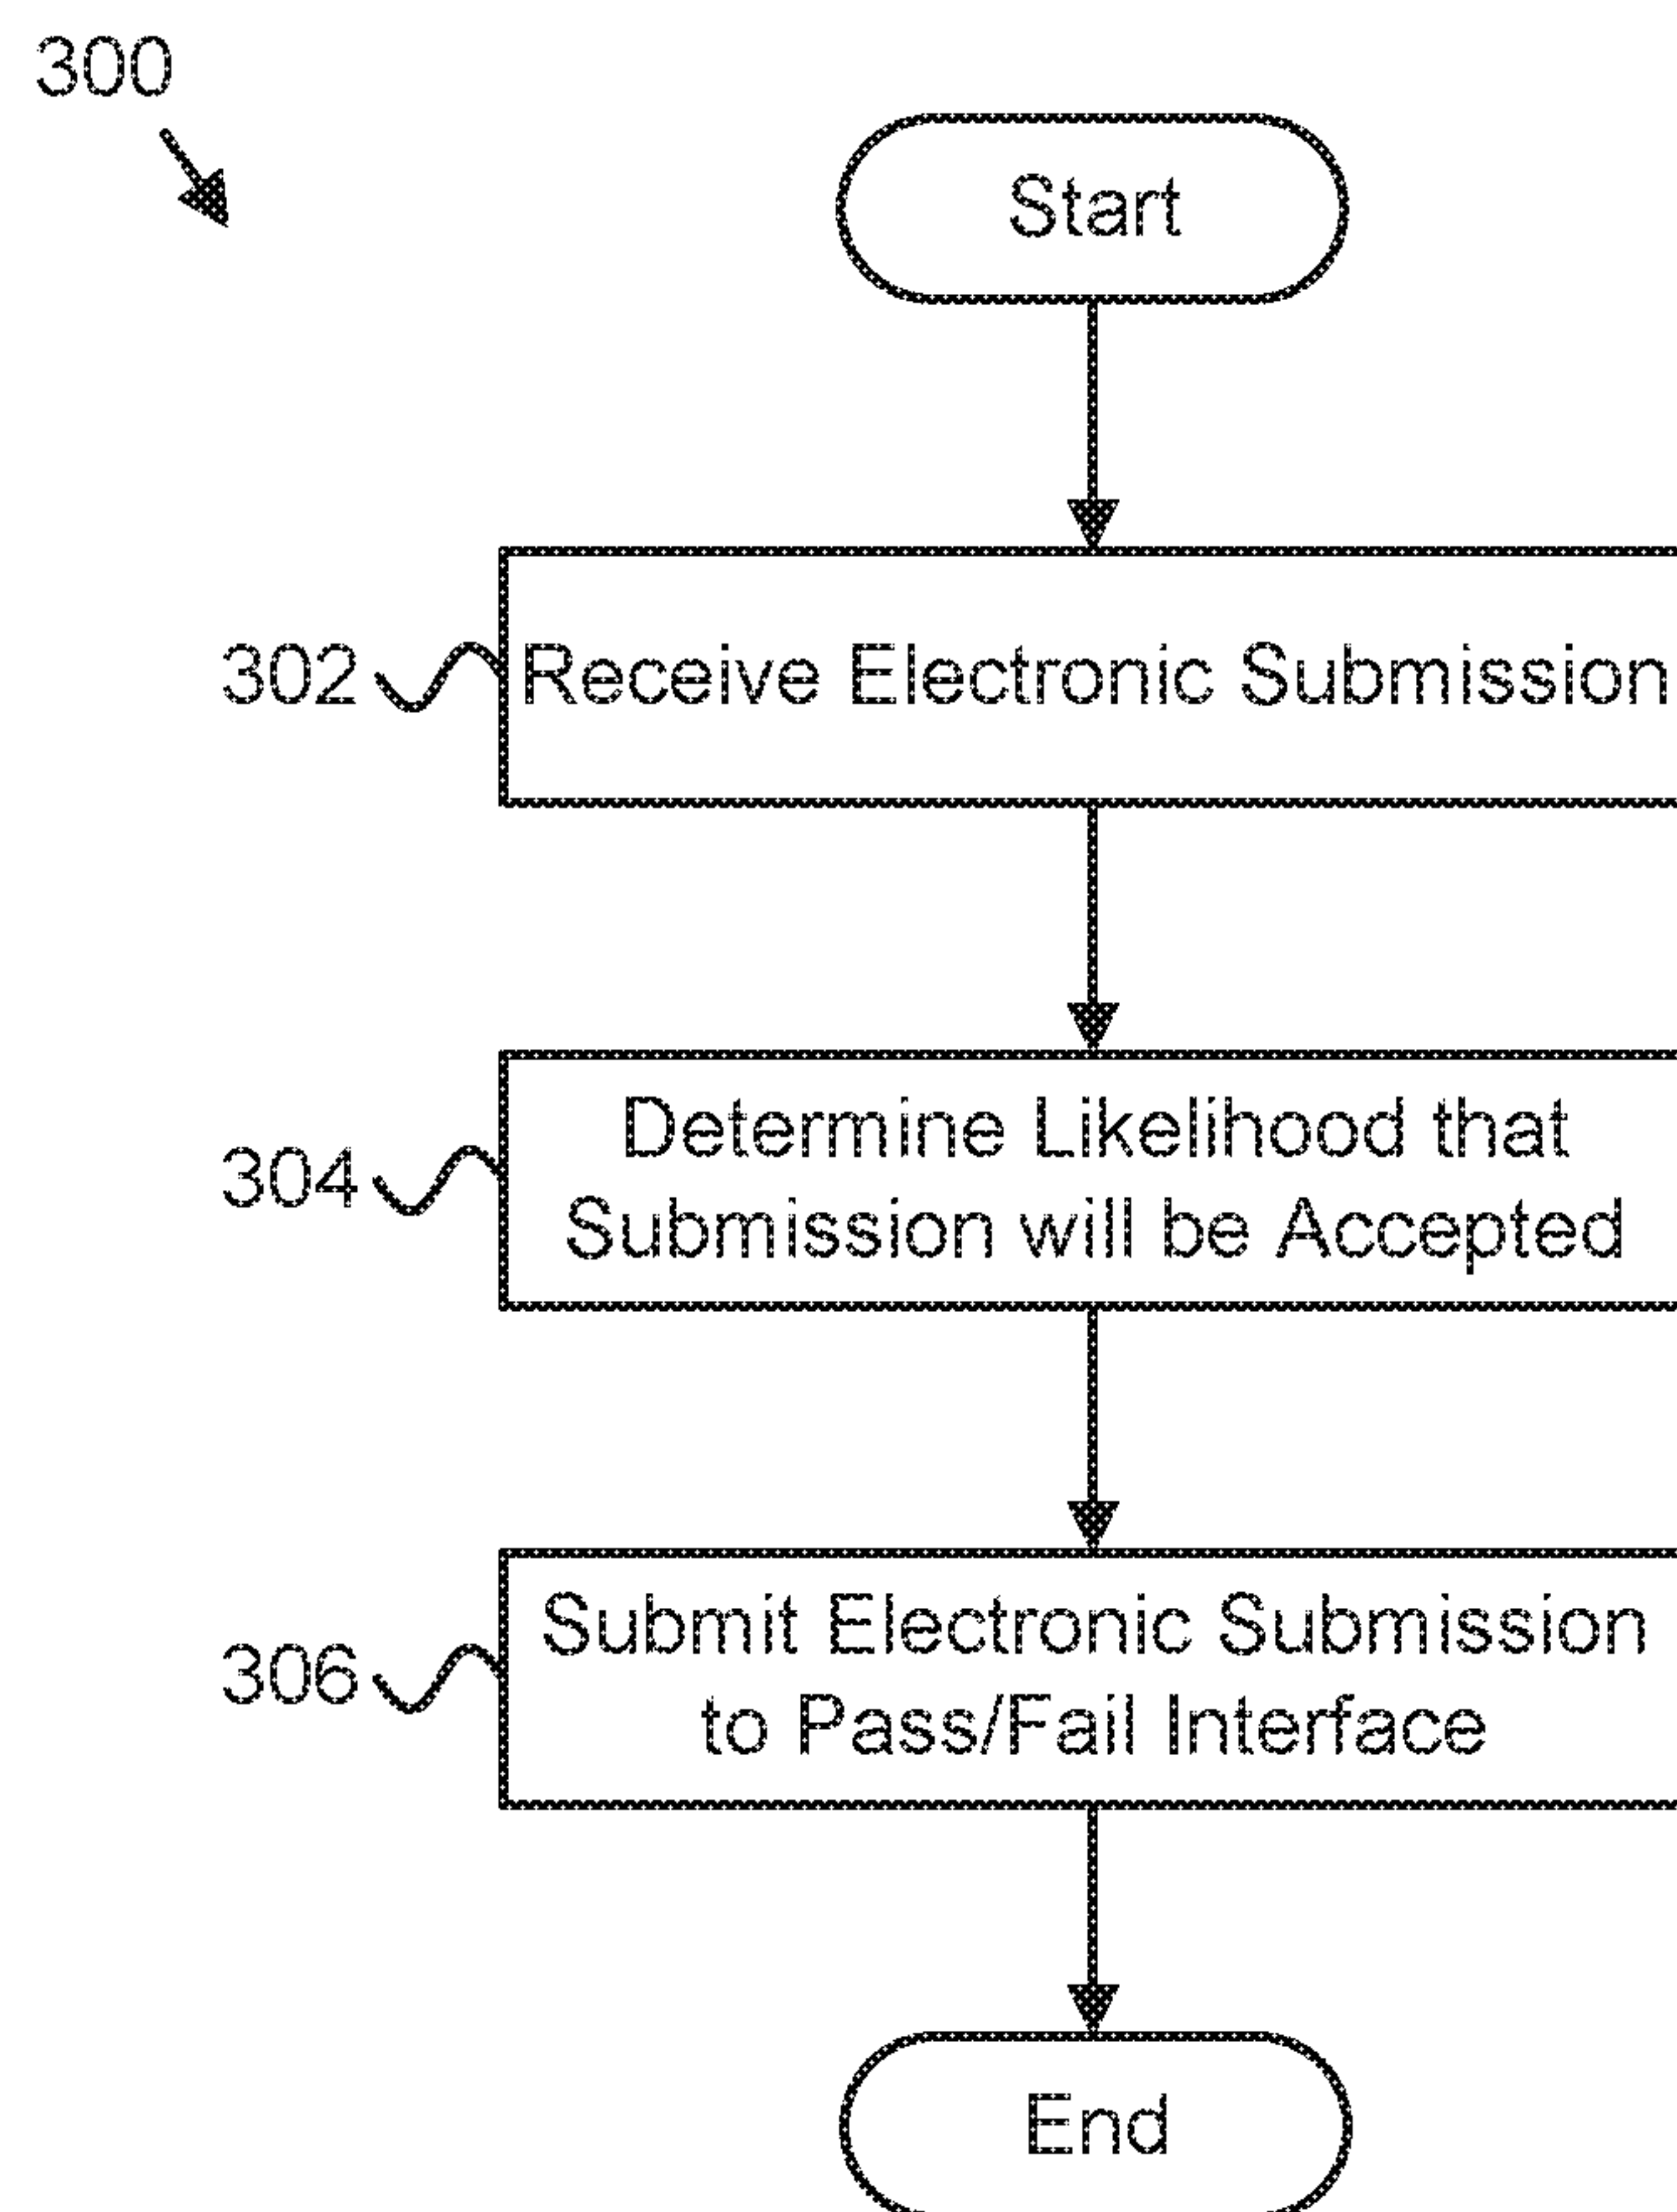 300
Start
302
Receive Electronic Submission
304
Determine Likelihood that
Submission will be Accepted
306
Submit Electronic Submission
to Pass/Fail Interface
End